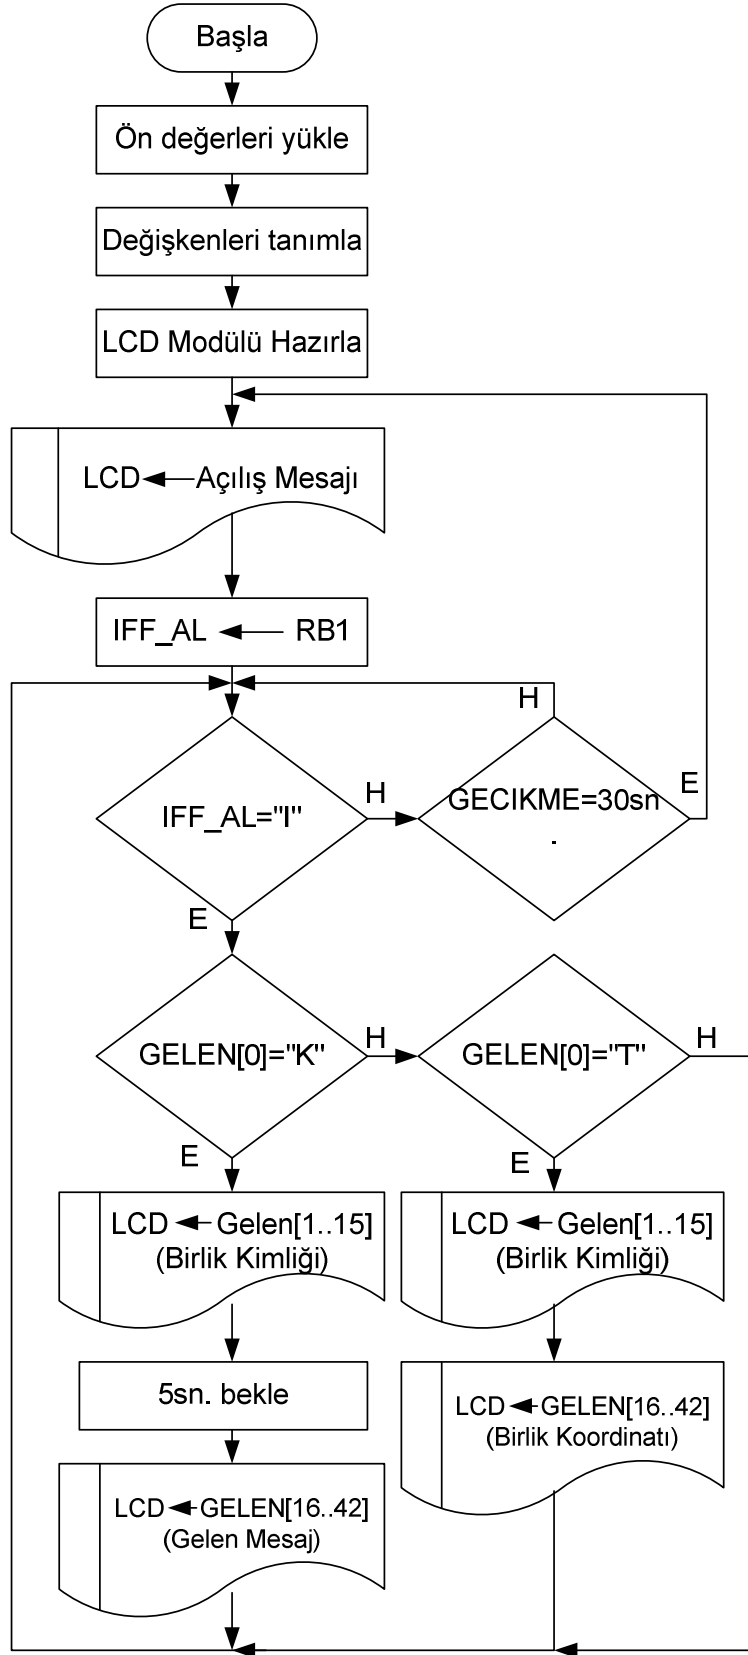 Başla
Ön değerleri yükle
Değişkenleri tanımla
LCD Modülü Hazırla
LCD Açılış Mesajı
IFF_AL RB1
H
IFF_AL="I"
H
GECIKME=30sn
.
E
E
GELEN[0]="K"
H
GELEN[0]="T"
H
E
E
LCD Gelen[1..15]
(Birlik Kimliği)
LCD Gelen[1..15]
(Birlik Kimliği)
5sn. bekle
LCD GELEN[16..42]
(Birlik Koordinatı)
LCD GELEN[16..42]
(Gelen Mesaj)